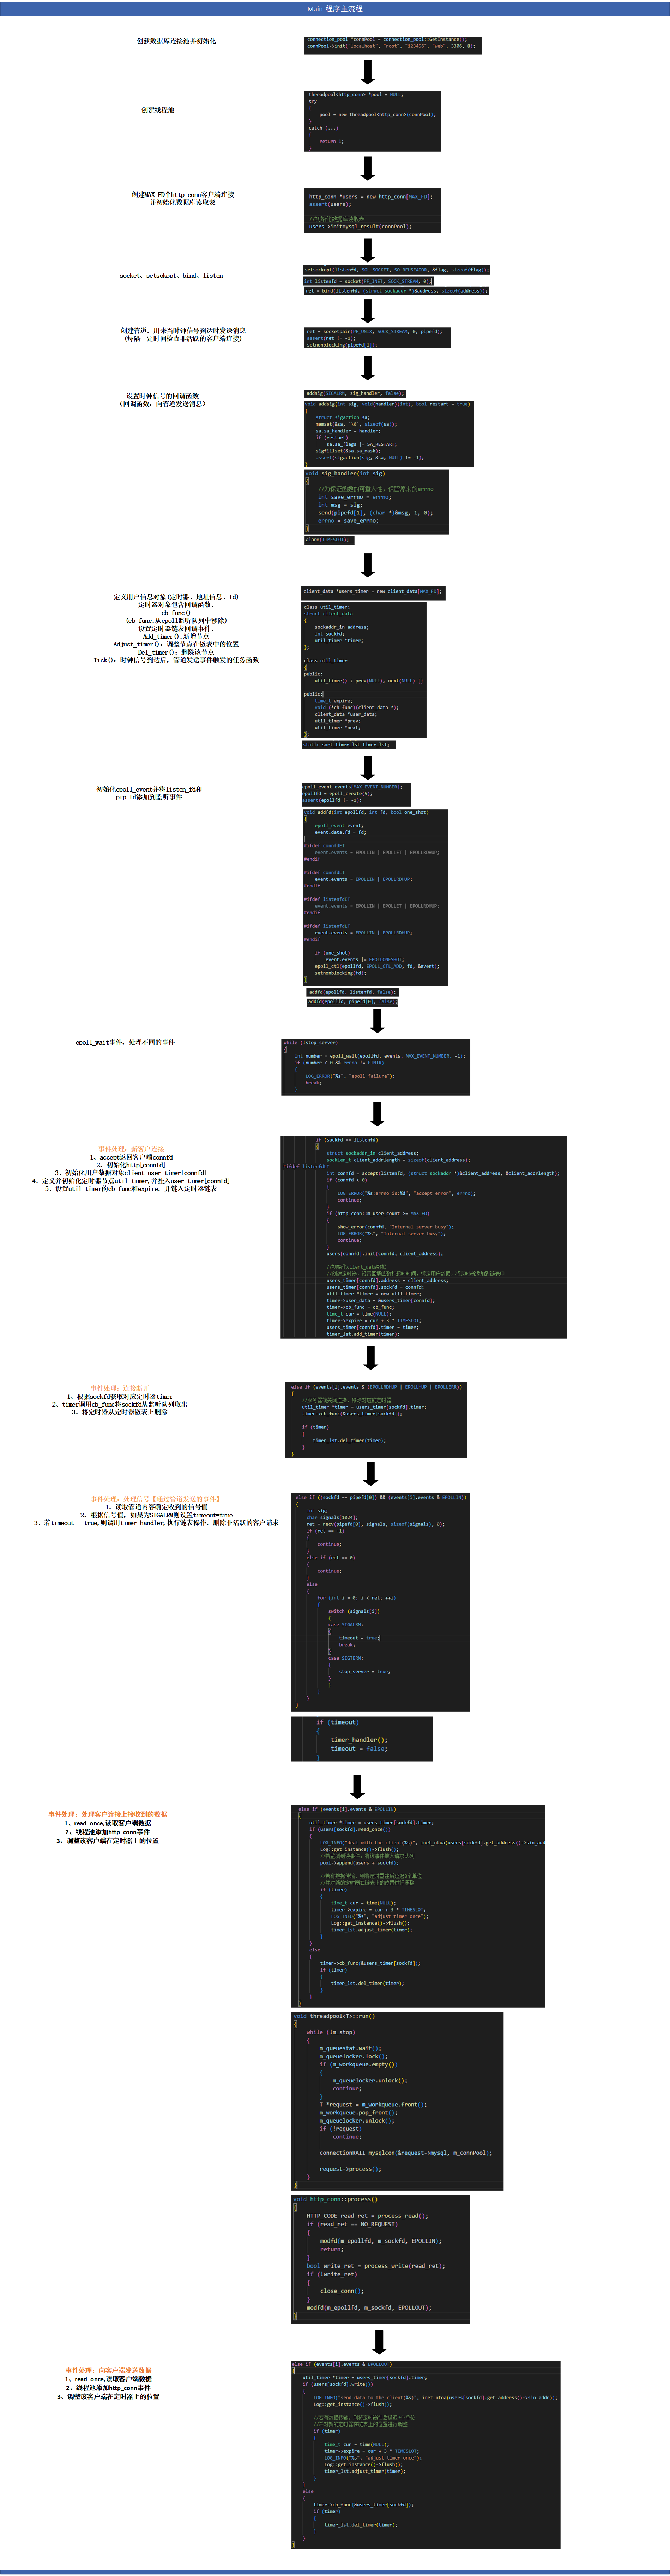 Main-程序主流程
创建数据库连接池并初始化
connection_pool *connPool = connection_pool::GetInstance();
connPool->init("localhost", "root", "123456", "web", 3306, 8);
创建线程池
threadpool<http_conn> *pool = NULL;
try
{
pool = new threadpool<http_conn>(connPool);
}
catch (...)
{
return 1;
}
创建MAX_FD个http_conn客户端连接
并初始化数据库读取表
http_conn *users = new http_conn[MAX_FD];
assert(users);
//初始化数据库读取表
users->initmysql_result(connPool);
socket、setsokopt、bind、listen
setsockopt(listenfd, SOL_SOCKET, SO_REUSEADDR, &flag, sizeof(flag));
int listenfd = socket(PF_INET, SOCK_STREAM, 0);
ret = bind(listenfd, (struct sockaddr *)&address, sizeof(address));
创建管道，用来当时钟信号到达时发送消息
(每隔一定时间检查非活跃的客户端连接)
ret = socketpair(PF_UNIX, SOCK_STREAM, 0, pipefd);
assert(ret != -1);
setnonblocking(pipefd[1]);
设置时钟信号的回调函数
（回调函数：向管道发送消息）
addsig(SIGALRM, sig_handler, false);
void addsig(int sig, void(handler)(int), bool restart = true)
{
struct sigaction sa;
memset(&sa, '\0', sizeof(sa));
sa.sa_handler = handler;
if (restart)
sa.sa_flags |= SA_RESTART;
sigfillset(&sa.sa_mask);
assert(sigaction(sig, &sa, NULL) != -1);
void sig_handler(int sig)
{
//为保证函数的可重入性，保留原来的errno
int save_errno = errno;
int msg = sig;
send(pipefd[1], (char *)&msg, 1, 0);
errno = save_errno;
}
alarm(TIMESLOT);
定义用户信息对象(定时器、地址信息、fd)
定时器对象包含回调函数:
cb_func()
(cb_func:从epoll监听队列中移除)
设置定时器链表回调事件:
Add_timer():新增节点
Adjust_timer()：调整节点在链表中的位置
Del_timer()：删除该节点
Tick()：时钟信号到达后，管道发送事件触发的任务函数
client_data *users_timer = new client_data[MAX_FD];
class util_timer;
struct client_data
{
sockaddr_in address;
int sockfd;
util_timer *timer;
};
class util_timer
{
public:
util_timer() : prev(NULL), next(NULL) {}
public:
time_t expire;
void (*cb_func)(client_data *);
client_data *user_data;
util_timer *prev;
util_timer *next;
};
static sort_timer_lst timer_lst;
初始化epoll_event并将listen_fd和
pip_fd添加到监听事件
epoll_event events[MAX_EVENT_NUMBER];
epollfd = epoll_create(5);
assert(epollfd != -1);
void addfd(int epollfd, int fd, bool one_shot)
{
epoll_event event;
event.data.fd = fd;
#ifdef connfdET
event.events = EPOLLIN | EPOLLET | EPOLLRDHUP;
#endif
#ifdef connfdLT
event.events = EPOLLIN | EPOLLRDHUP;
#endif
#ifdef listenfdET
event.events = EPOLLIN | EPOLLET | EPOLLRDHUP;
#endif
#ifdef listenfdLT
event.events = EPOLLIN | EPOLLRDHUP;
#endif
if (one_shot)
event.events |= EPOLLONESHOT;
epoll_ctl(epollfd, EPOLL_CTL_ADD, fd, &event);
setnonblocking(fd);
}
addfd(epollfd, listenfd, false);
addfd(epollfd, pipefd[0], false);
epoll_wait事件，处理不同的事件
while (!stop_server)
{
int number = epoll_wait(epollfd, events, MAX_EVENT_NUMBER, -1);
if (number < 0 && errno != EINTR)
{
LOG_ERROR("%s", "epoll failure");
break;
}
事件处理：新客户连接
1、accept返回客户端connfd
2、初始化http[connfd]
3、初始化用户数据对象client user_timer[connfd]
4、定义并初始化定时器节点util_timer,并挂入user_timer[connfd]
5、设置util_timer的cb_func和expire，并链入定时器链表
if (sockfd == listenfd)
{
struct sockaddr_in client_address;
socklen_t client_addrlength = sizeof(client_address);
#ifdef listenfdLT
int connfd = accept(listenfd, (struct sockaddr *)&client_address, &client_addrlength);
if (connfd < 0)
{
LOG_ERROR("%s:errno is:%d", "accept error", errno);
continue;
}
if (http_conn::m_user_count >= MAX_FD)
{
show_error(connfd, "Internal server busy");
LOG_ERROR("%s", "Internal server busy");
continue;
}
users[connfd].init(connfd, client_address);
//初始化client_data数据
//创建定时器，设置回调函数和超时时间，绑定用户数据，将定时器添加到链表中
users_timer[connfd].address = client_address;
users_timer[connfd].sockfd = connfd;
util_timer *timer = new util_timer;
timer->user_data = &users_timer[connfd];
timer->cb_func = cb_func;
time_t cur = time(NULL);
timer->expire = cur + 3 * TIMESLOT;
users_timer[connfd].timer = timer;
timer_lst.add_timer(timer);
事件处理：连接断开
1、根据sockfd获取对应定时器timer
2、timer调用cb_func将sockfd从监听队列取出
3、将定时器从定时器链表上删除
else if (events[i].events & (EPOLLRDHUP | EPOLLHUP | EPOLLERR))
{
//服务器端关闭连接，移除对应的定时器
util_timer *timer = users_timer[sockfd].timer;
timer->cb_func(&users_timer[sockfd]);
if (timer)
{
timer_lst.del_timer(timer);
}
}
事件处理：处理信号【通过管道发送的事件】
1、读取管道内容确定收到的信号值
2、根据信号值，如果为SIGALRM则设置timeout=true
3、若timeout = true,则调用timer_handler,执行链表操作，删除非活跃的客户请求
else if ((sockfd == pipefd[0]) && (events[i].events & EPOLLIN))
{
int sig;
char signals[1024];
ret = recv(pipefd[0], signals, sizeof(signals), 0);
if (ret == -1)
{
continue;
}
else if (ret == 0)
{
continue;
}
else
{
for (int i = 0; i < ret; ++i)
{
switch (signals[i])
{
case SIGALRM:
{
timeout = true;
break;
}
case SIGTERM:
{
stop_server = true;
}
}
}
}
}
if (timeout)
{
timer_handler();
timeout = false;
}
事件处理：处理客户连接上接收到的数据
1、read_once,读取客户端数据
2、线程池添加http_conn事件
3、调整该客户端在定时器上的位置
else if (events[i].events & EPOLLIN)
{
util_timer *timer = users_timer[sockfd].timer;
if (users[sockfd].read_once())
{
LOG_INFO("deal with the client(%s)", inet_ntoa(users[sockfd].get_address()->sin_addr
Log::get_instance()->flush();
//若监测到读事件，将该事件放入请求队列
pool->append(users + sockfd);
//若有数据传输，则将定时器往后延迟3个单位
//并对新的定时器在链表上的位置进行调整
if (timer)
{
time_t cur = time(NULL);
timer->expire = cur + 3 * TIMESLOT;
LOG_INFO("%s", "adjust timer once");
Log::get_instance()->flush();
timer_lst.adjust_timer(timer);
}
}
else
{
timer->cb_func(&users_timer[sockfd]);
if (timer)
{
timer_lst.del_timer(timer);
}
}
}
void threadpool<T>::run()
{
while (!m_stop)
{
m_queuestat.wait();
m_queuelocker.lock();
if (m_workqueue.empty())
{
m_queuelocker.unlock();
continue;
}
T *request = m_workqueue.front();
m_workqueue.pop_front();
m_queuelocker.unlock();
if (!request)
continue;
connectionRAII mysqlcon(&request->mysql, m_connPool);
request->process();
}
}
void http_conn::process()
{
HTTP_CODE read_ret = process_read();
if (read_ret == NO_REQUEST)
{
modfd(m_epollfd, m_sockfd, EPOLLIN);
return;
}
bool write_ret = process_write(read_ret);
if (!write_ret)
{
close_conn();
}
modfd(m_epollfd, m_sockfd, EPOLLOUT);
}
事件处理：向客户端发送数据
1、read_once,读取客户端数据
2、线程池添加http_conn事件
3、调整该客户端在定时器上的位置
else if (events[i].events & EPOLLOUT)
{
util_timer *timer = users_timer[sockfd].timer;
if (users[sockfd].write())
{
LOG_INFO("send data to the client(%s)", inet_ntoa(users[sockfd].get_address()->sin_addr));
Log::get_instance()->flush();
//若有数据传输，则将定时器往后延迟3个单位
//并对新的定时器在链表上的位置进行调整
if (timer)
{
time_t cur = time(NULL);
timer->expire = cur + 3 * TIMESLOT;
LOG_INFO("%s", "adjust timer once");
Log::get_instance()->flush();
timer_lst.adjust_timer(timer);
}
}
else
{
timer->cb_func(&users_timer[sockfd]);
if (timer)
{
timer_lst.del_timer(timer);
}
}
}